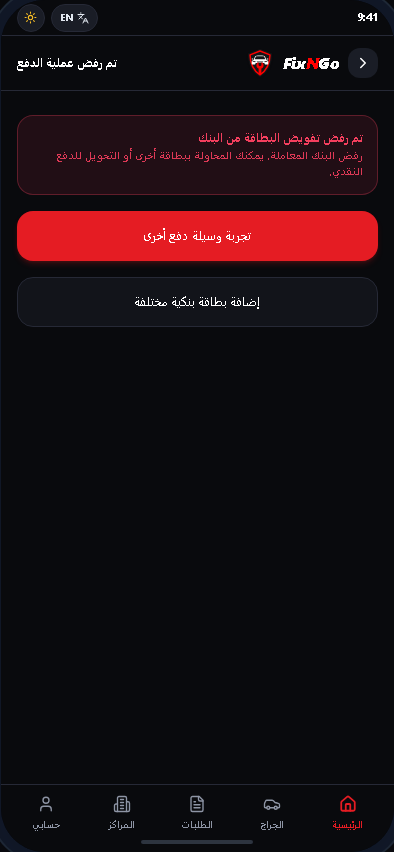 9:41
EN
FixNGo
تم رفض عملية الدفع
تم رفض تفويض البطاقة من البنك
رفض البنك المعاملة. يمكنك المحاولة ببطاقة أخرى أو التحويل للدفع
النقدي.
تجربة وسيلة دفع أخرى
إضافة بطاقة بنكية مختلفة
الرئيسية
الجراج
الطلبات
المراكز
حسابي